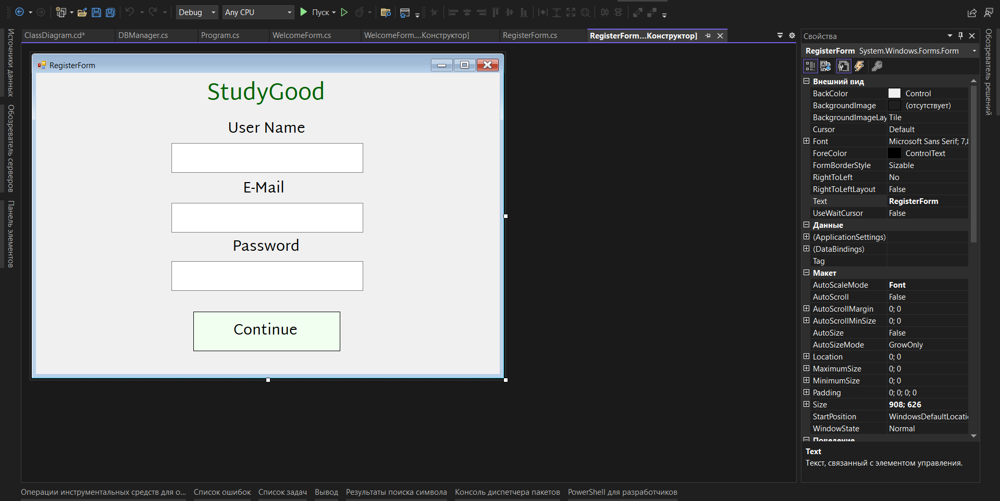 Debug
Any CPU
Пуск
ClassDiagram.cd*
DBManager.cs
Program.cs
WelcomeForm.cs
WelcomeForm....Конструктор]
RegisterForm.cs
RegisterForm...Конструктор]
Источники данных
Обозреватель серверов
Панель элементов
RegisterForm
StudyGood
User Name
E-Mail
Password
Continue
Свойства
RegisterForm System.Windows.Forms.Form
Внешний вид
BackColor Control
BackgroundImage (отсутствует)
BackgroundImageLay Tile
Cursor Default
Font Microsoft Sans Serif; 7,8
ForeColor ControlText
FormBorderStyle Sizable
RightToLeft No
RightToLeftLayout False
Text RegisterForm
UseWaitCursor False
Данные
(ApplicationSettings)
(DataBindings)
Tag
Макет
AutoScaleMode Font
AutoScroll False
AutoScrollMargin 0; 0
AutoScrollMinSize 0; 0
AutoSize False
AutoSizeMode GrowOnly
Location 0; 0
MaximumSize 0; 0
MinimumSize 0; 0
Padding 0; 0; 0; 0
Size 908; 626
StartPosition WindowsDefaultLocatio
WindowState Normal
Поведение
Text
Текст, связанный с элементом управления.
Обозреватель решений
Операции инструментальных средств для о...
Список ошибок
Список задач
Вывод
Результаты поиска символа
Консоль диспетчера пакетов
PowerShell для разработчиков